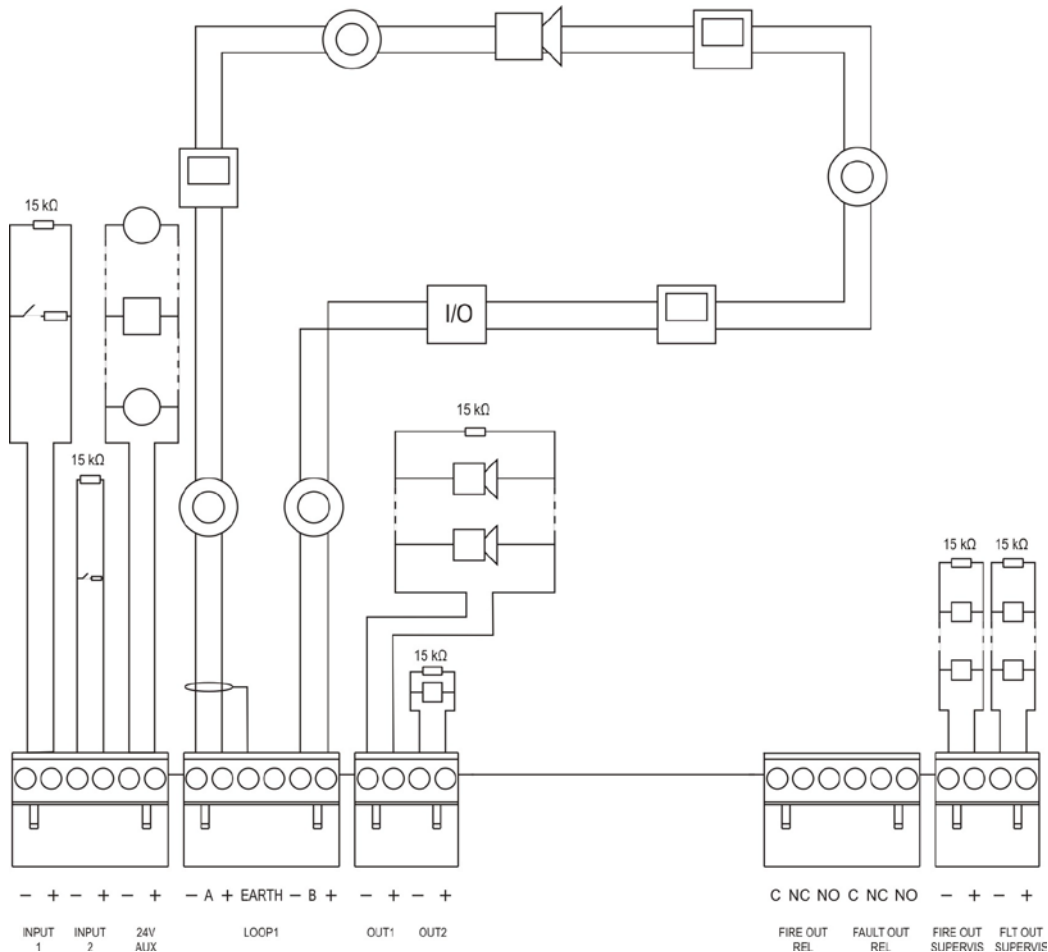 15 kΩ
I/O
15 kΩ
15 kΩ
15 kΩ 15 kΩ
15 kΩ
– + – + – + – A + EARTH – B + – + – + C NC NO C NC NO – + – +
INPUT 1 INPUT 2 24V AUX LOOP1 OUT1 OUT2 FIRE OUT REL FAULT OUT REL FIRE OUT SUPERVIS FLT OUT SUPERVIS